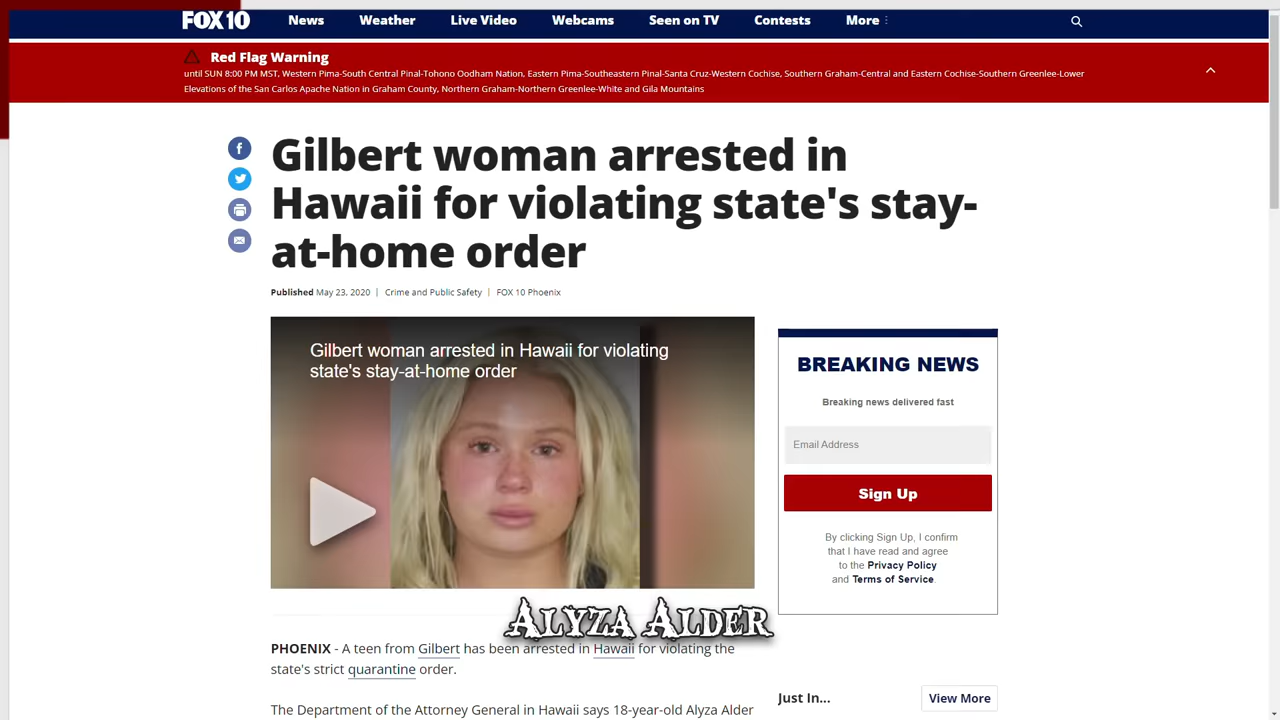 FOX 10
News
Weather
Live Video
Webcams
Seen on TV
Contests
More
Red Flag Warning
until SUN 8:00 PM MST, Western Pima-South Central Pinal-Tohono Oodham Nation, Eastern Pima-Southeastern Pinal-Santa Cruz-Western Cochise, Southern Graham-Central and Eastern Cochise-Southern Greenlee-Lower
Elevations of the San Carlos Apache Nation in Graham County, Northern Graham-Northern Greenlee-White and Gila Mountains
Gilbert woman arrested in
Hawaii for violating state's stay-
at-home order
Published May 23, 2020 | Crime and Public Safety | FOX 10 Phoenix
Gilbert woman arrested in Hawaii for violating
state's stay-at-home order
BREAKING NEWS
Breaking news delivered fast
Email Address
Sign Up
By clicking Sign Up, I confirm
that I have read and agree
to the Privacy Policy
and Terms of Service.
ALYZA ALDER
PHOENIX - A teen from Gilbert has been arrested in Hawaii for violating the
state's strict quarantine order.
Just In...
View More
The Department of the Attorney General in Hawaii says 18-year-old Alyza Alder